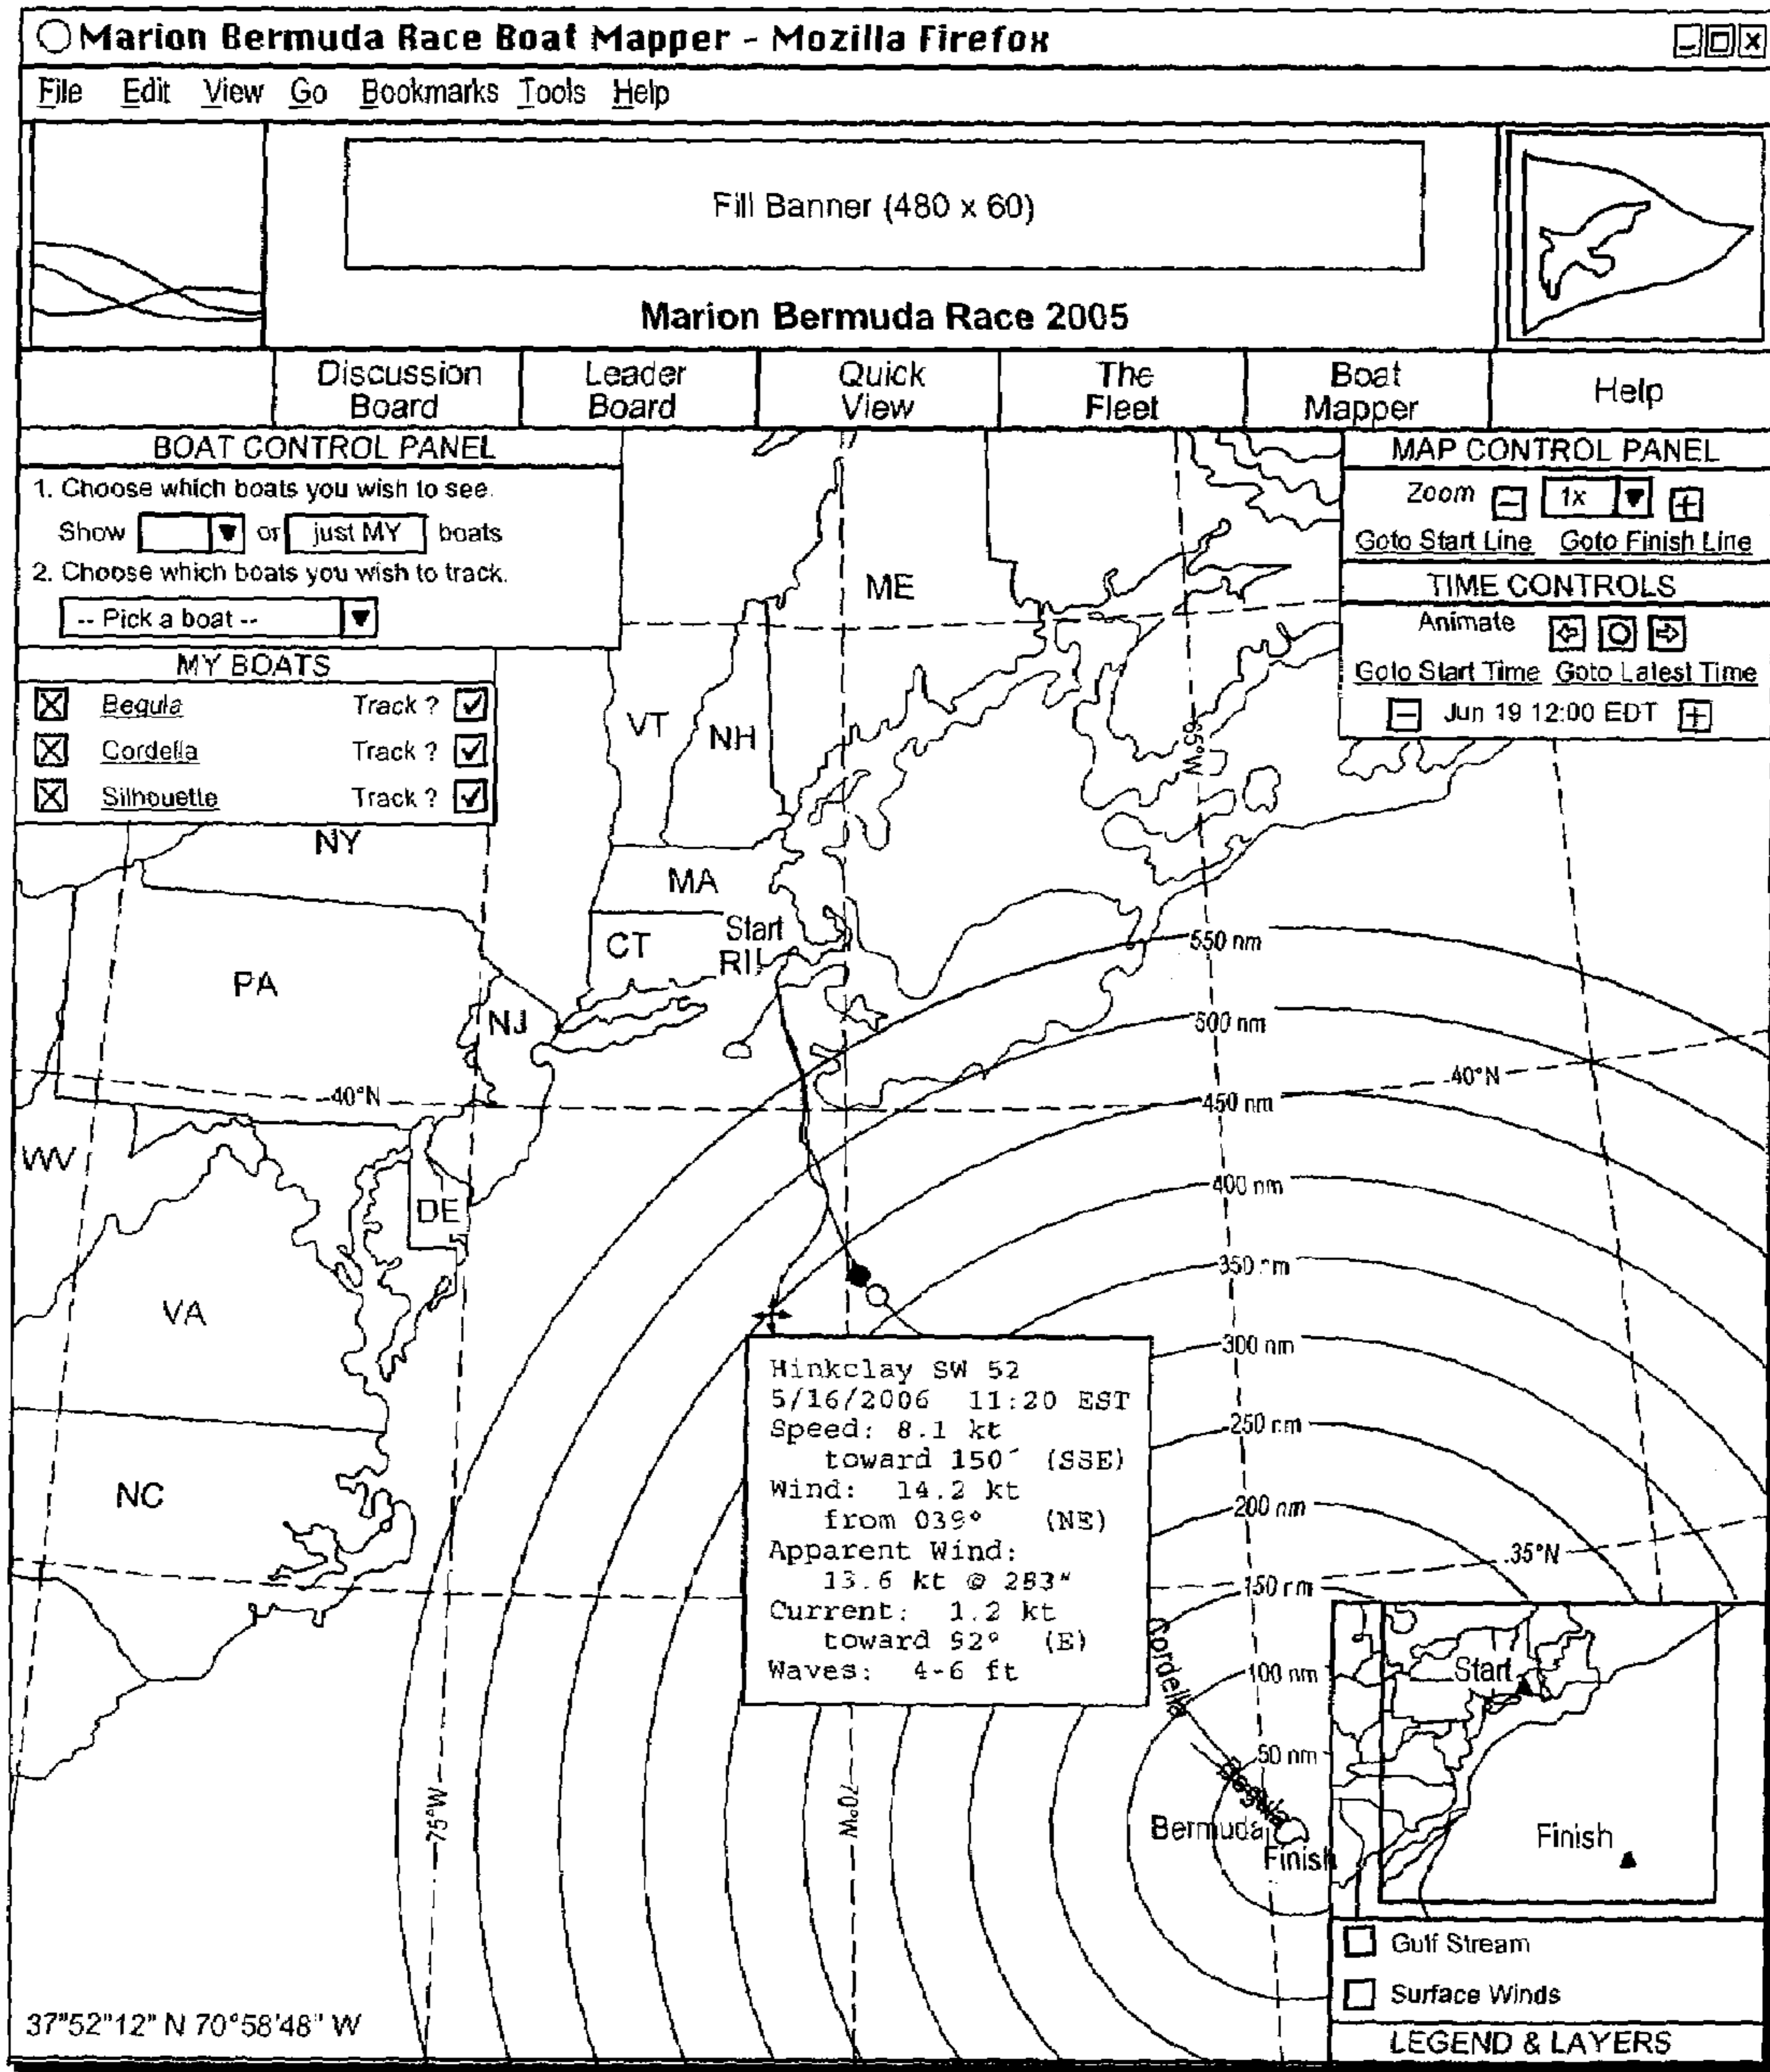 Marion Bermuda Race Boat Mapper - Mozilla Firefox
File Edit View Go Bookmarks Tools Help
Fill Banner (480 x 60)
Marion Bermuda Race 2005
Discussion Board
Leader Board
Quick View
The Fleet
Boat Mapper
Help
BOAT CONTROL PANEL
1. Choose which boats you wish to see.
Show or just MY boats
2. Choose which boats you wish to track.
-- Pick a boat --
MY BOATS
Begula Track ?
Cordella Track ?
Silhouette Track ?
MAP CONTROL PANEL
Zoom - 1x +
Goto Start Line Goto Finish Line
TIME CONTROLS
Animate
Goto Start Time Goto Latest Time
- Jun 19 12:00 EDT +
ME
VT
NH
65°W
NY
MA
CT
Start
RI
PA
NJ
550 nm
500 nm
40°N
40°N
450 nm
WV
DE
400 nm
350 nm
VA
300 nm
Hinkclay SW 52
5/16/2006 11:20 EST
Speed: 8.1 kt
toward 150´ (SSE)
Wind: 14.2 kt
from 039° (NE)
Apparent Wind:
13.6 kt @ 283"
Current: 1.2 kt
toward 92° (E)
Waves: 4-6 ft
250 nm
NC
200 nm
35°N
150 nm
Cordella
100 nm
50 nm
Begula
Bermuda
Finish
75°W
70°W
Start
Finish
Gulf Stream
Surface Winds
LEGEND & LAYERS
37"52"12" N 70°58'48" W